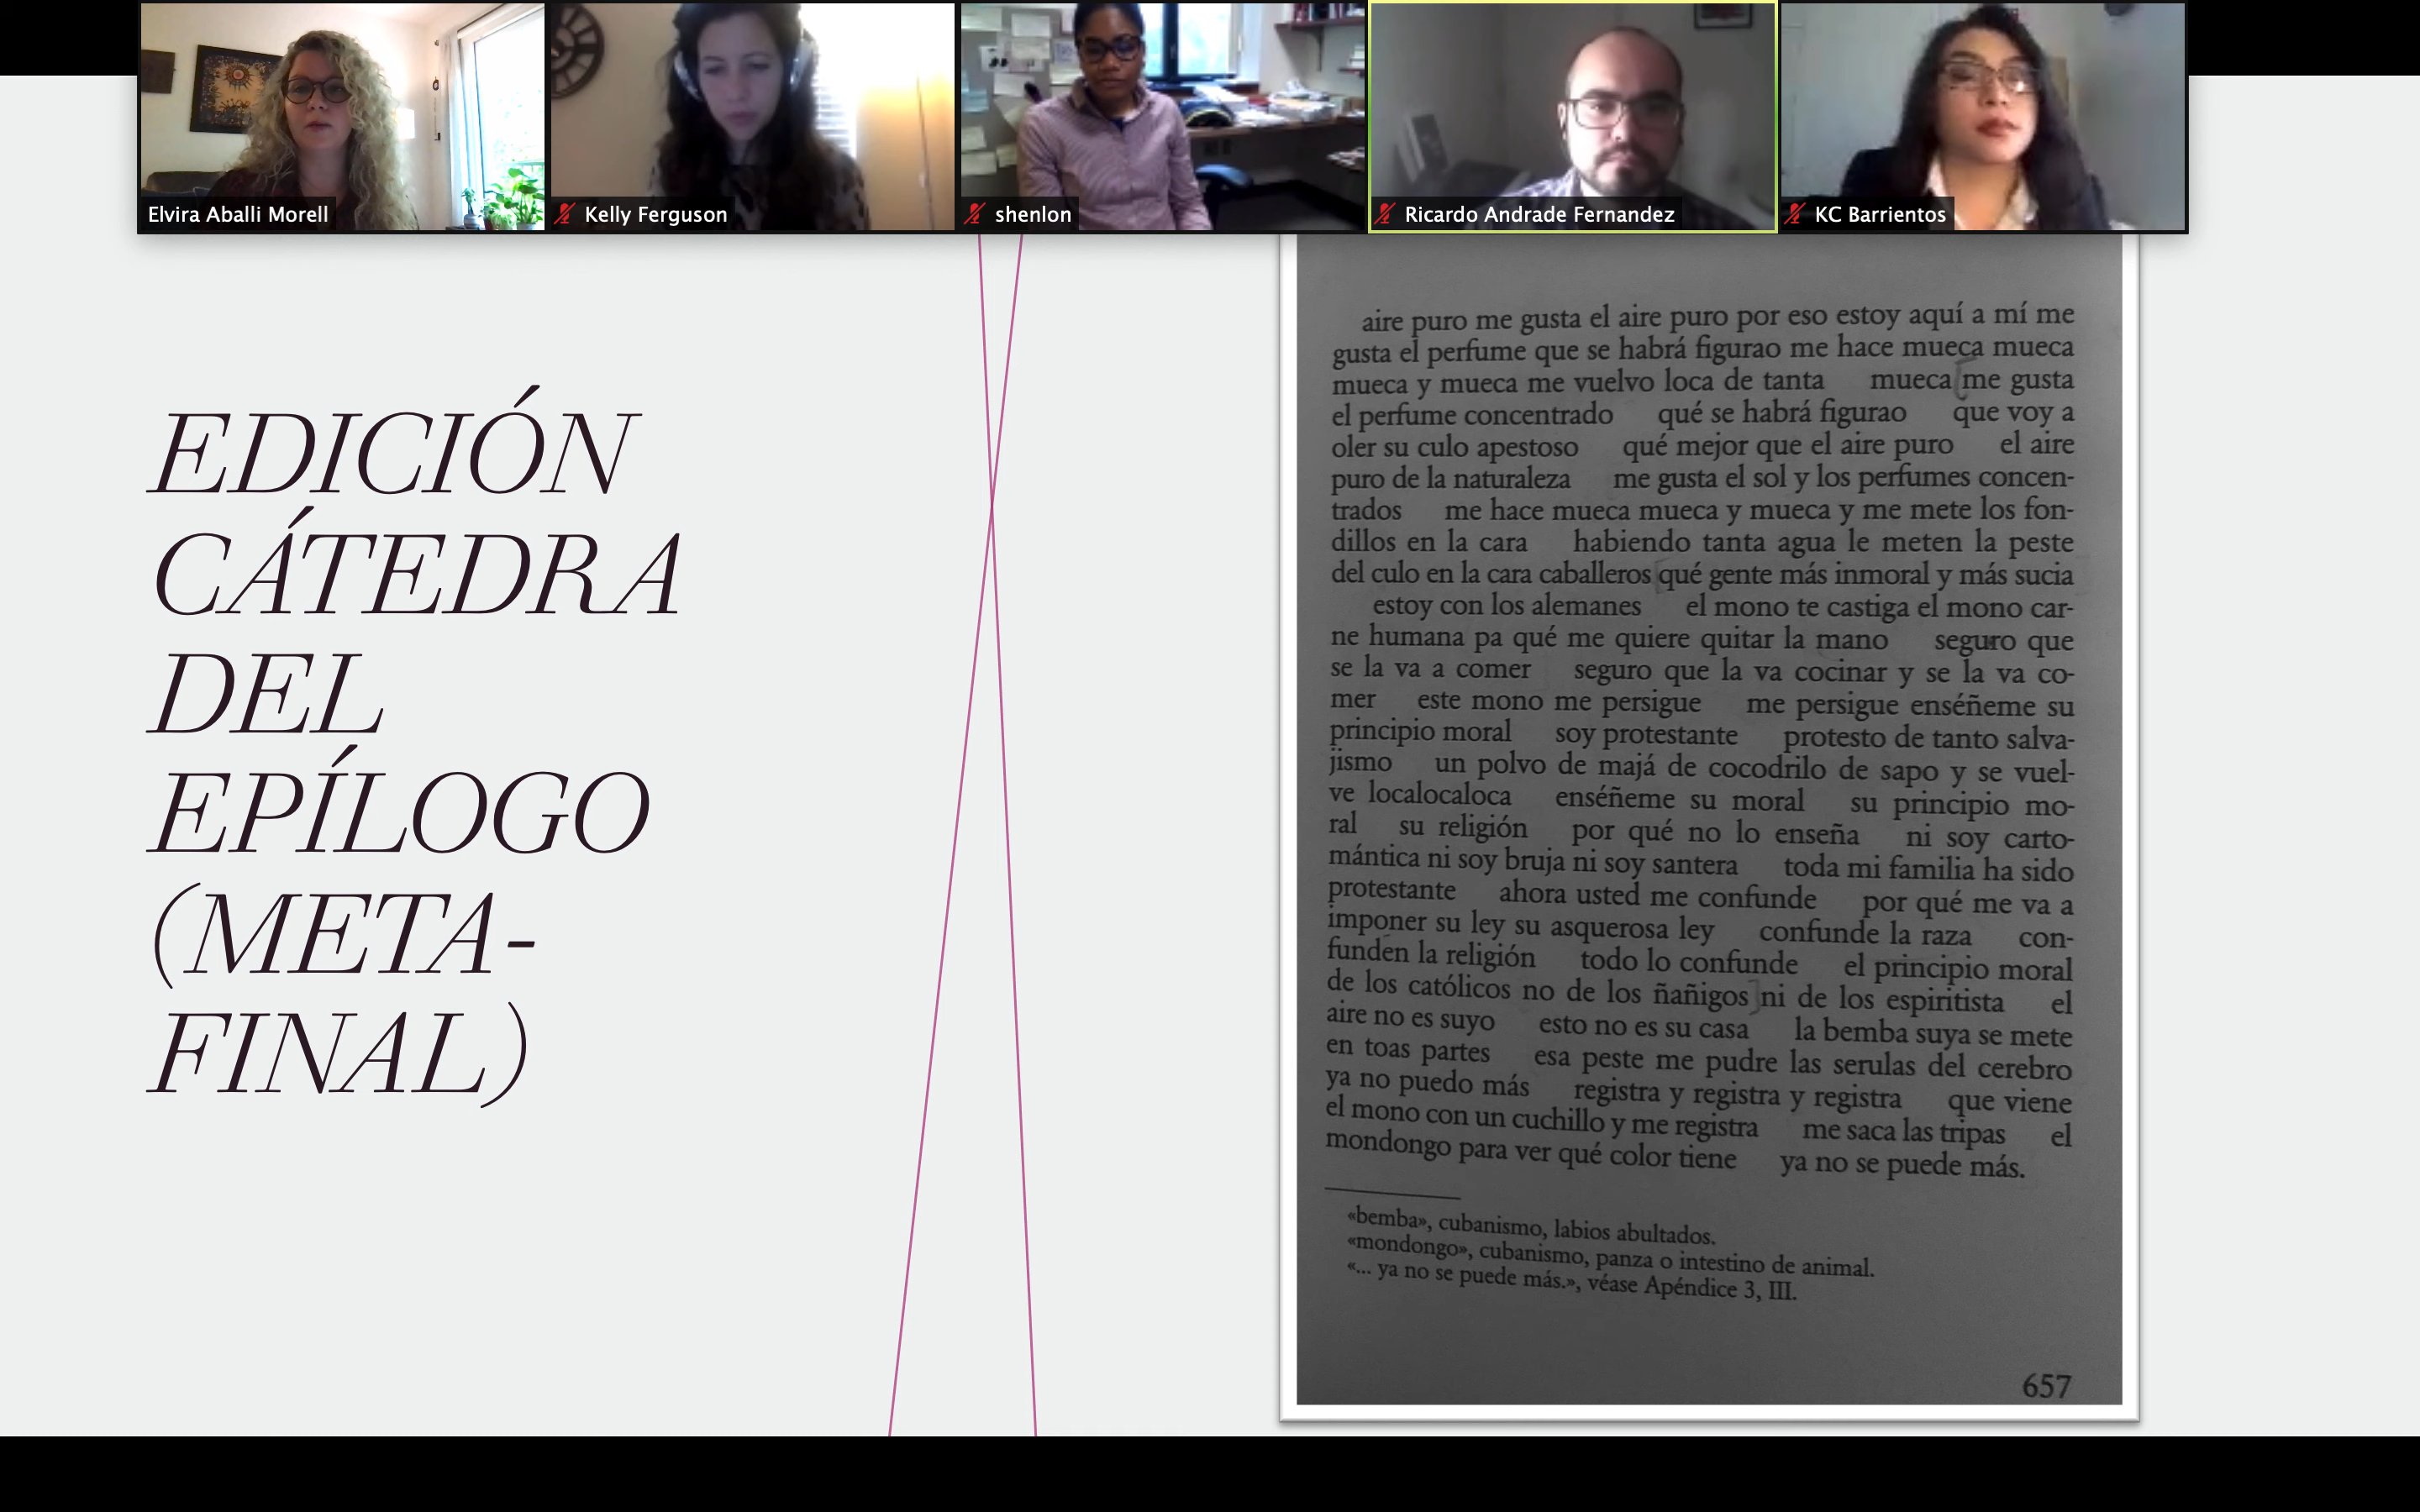 Elvira Aballi Morell
Kelly Ferguson
shenlon
Ricardo Andrade Fernandez
KC Barrientos
EDICIÓN
CÁTEDRA
DEL
EPÍLOGO
(META-
FINAL)
aire puro me gusta el aire puro por eso estoy aquí a mí me
gusta el perfume que se habrá figurao me hace mueca mueca
mueca y mueca me vuelvo loca de tanta mueca me gusta
el perfume concentrado qué se habrá figurao que voy a
oler su culo apestoso qué mejor que el aire puro el aire
puro de la naturaleza me gusta el sol y los perfumes concen-
trados me hace mueca mueca y mueca y me mete los fon-
dillos en la cara habiendo tanta agua le meten la peste
del culo en la cara caballeros qué gente más inmoral y más sucia
estoy con los alemanes el mono te castiga el mono car-
ne humana pa qué me quiere quitar la mano seguro que
se la va a comer seguro que la va cocinar y se la va co-
mer este mono me persigue me persigue enséñeme su
principio moral soy protestante protesto de tanto salva-
jismo un polvo de majá de cocodrilo de sapo y se vuel-
ve localocaloca enséñeme su moral su principio mo-
ral su religión por qué no lo enseña ni soy carto-
mántica ni soy bruja ni soy santera toda mi familia ha sido
protestante ahora usted me confunde por qué me va a
imponer su ley su asquerosa ley confunde la raza con-
funden la religión todo lo confunde el principio moral
de los católicos no de los ñañigos ni de los espiritista el
aire no es suyo esto no es su casa la bemba suya se mete
en toas partes esa peste me pudre las serulas del cerebro
ya no puedo más registra y registra y registra que viene
el mono con un cuchillo y me registra me saca las tripas el
mondongo para ver qué color tiene ya no se puede más.
«bemba», cubanismo, labios abultados.
«mondongo», cubanismo, panza o intestino de animal.
«... ya no se puede más.», véase Apéndice 3, III.
657